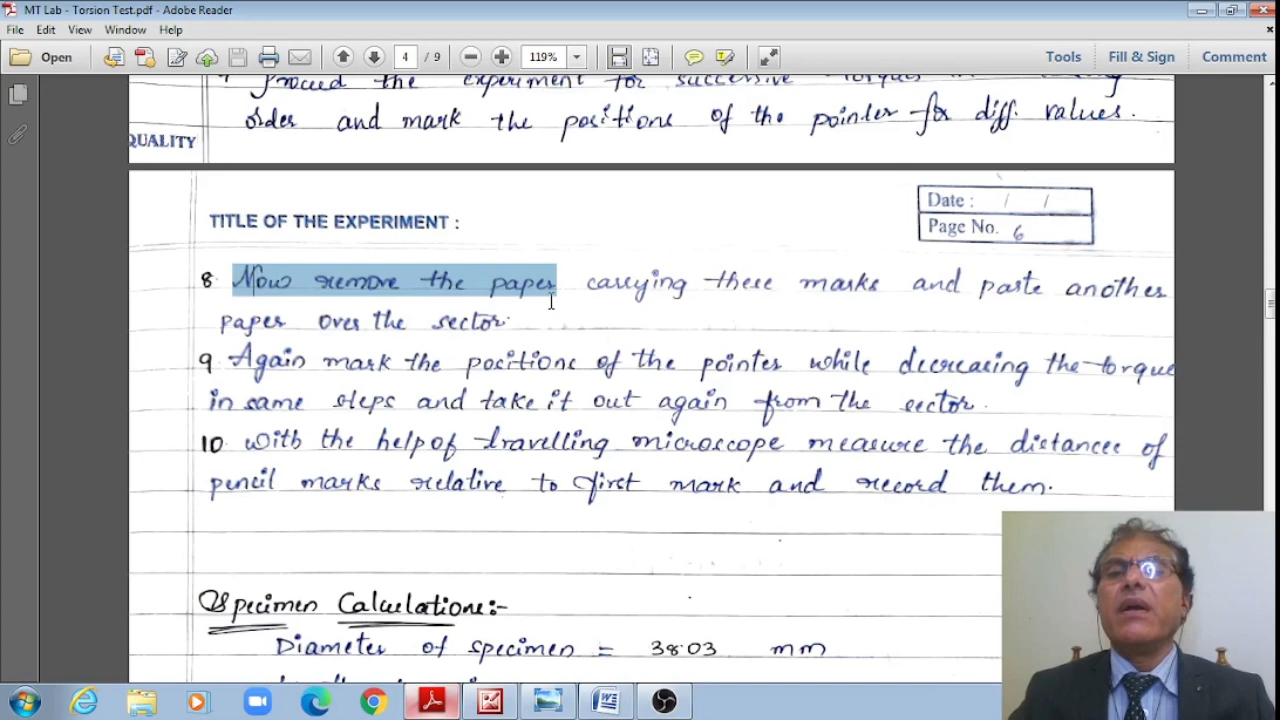 MT Lab - Torsion Test.pdf - Adobe Reader
File Edit View Window Help
Open 4 / 9 119% Tools Fill & Sign Comment
Proceed the experiment for successive torques in
order and mark the positions of the pointer for diff. values.
QUALITY
Date : / /
TITLE OF THE EXPERIMENT :
Page No. 6
8. Now remove the paper carrying these marks and paste another
paper over the sector.
9 Again mark the positions of the pointer while decreasing the torque
in same steps and take it out again from the sector.
10. with the help of travelling microscope measure the distances of
pencil marks relative to first mark and record them.
Specimen Calculations:-
Diameter of specimen = 38.03 mm